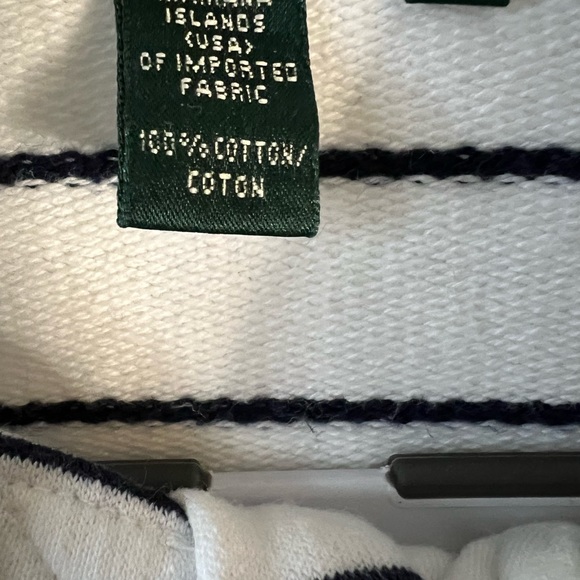 ISLANDS
(USA)
OF IMPORTED
FABRIC
100% COTTON/
COTON